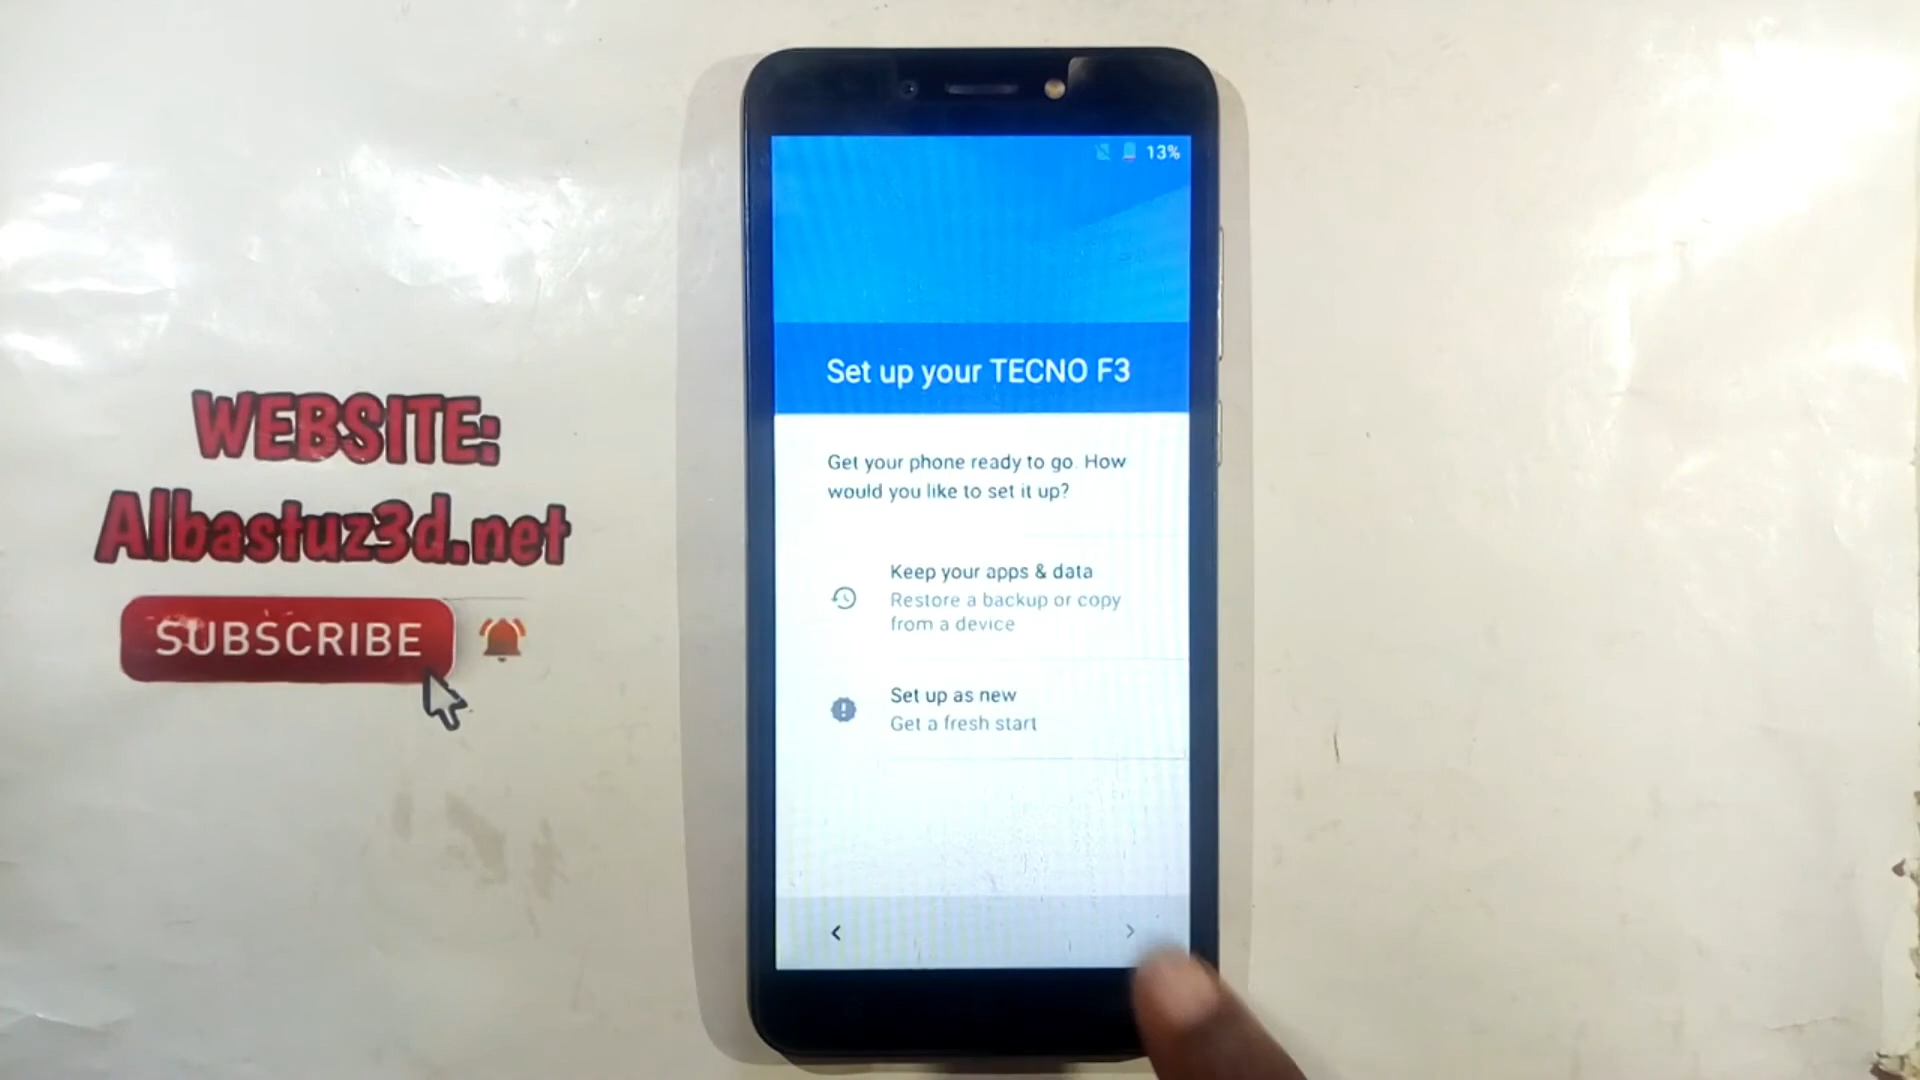 WEBSITE:
Albastuz3d.net
SUBSCRIBE
13%
Set up your TECNO F3
Get your phone ready to go. How
would you like to set it up?
Keep your apps & data
Restore a backup or copy
from a device
Set up as new
Get a fresh start